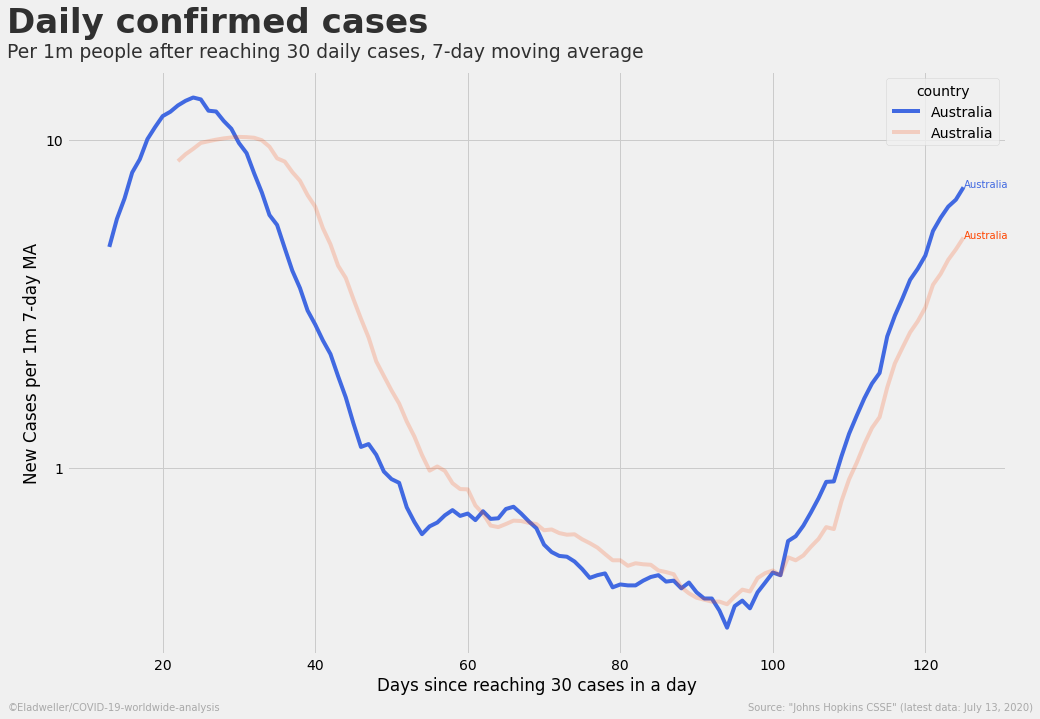 Daily confirmed cases
Per 1m people after reaching 30 daily cases, 7-day moving average
country
Australia
Australia
10
1
New Cases per 1m 7-day MA
Australia
Australia
20
40
60
80
100
120
Days since reaching 30 cases in a day
©Eladweller/COVID-19-worldwide-analysis
Source: "Johns Hopkins CSSE" (latest data: July 13, 2020)